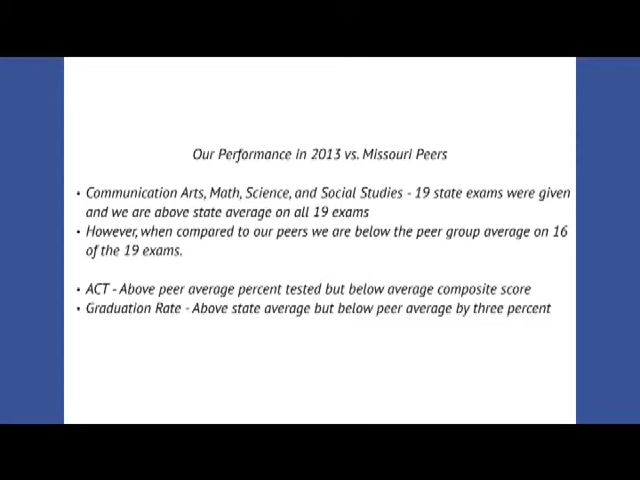 Our Performance in 2013 vs. Missouri Peers
• Communication Arts, Math, Science, and Social Studies - 19 state exams were given
and we are above state average on all 19 exams
• However, when compared to our peers we are below the peer group average on 16
of the 19 exams.
• ACT - Above peer average percent tested but below average composite score
• Graduation Rate - Above state average but below peer average by three percent